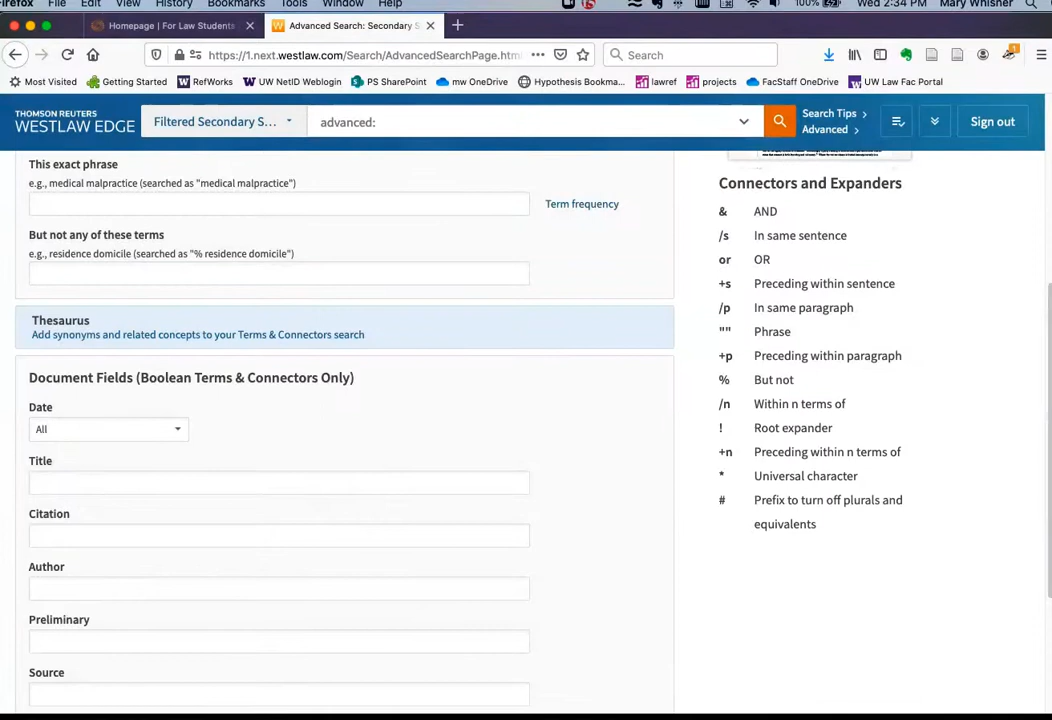 Firefox File Edit View History Bookmarks Tools Window Help 100% Wed 2:34 PM Mary Whisner
Homepage | For Law Students
Advanced Search: Secondary S
https://1.next.westlaw.com/Search/AdvancedSearchPage.htm
Search
Most Visited Getting Started RefWorks UW NetID Weblogin PS SharePoint mw OneDrive Hypothesis Bookma... lawref projects FacStaff OneDrive UW Law Fac Portal
THOMSON REUTERS
WESTLAW EDGE
Filtered Secondary S...
advanced:
Search Tips
Advanced
Sign out
This exact phrase
e.g., medical malpractice (searched as "medical malpractice")
Term frequency
But not any of these terms
e.g., residence domicile (searched as "% residence domicile")
Thesaurus
Add synonyms and related concepts to your Terms & Connectors search
Document Fields (Boolean Terms & Connectors Only)
Date
All
Title
Citation
Author
Preliminary
Source
Connectors and Expanders
& AND
/s In same sentence
or OR
+s Preceding within sentence
/p In same paragraph
"" Phrase
+p Preceding within paragraph
% But not
/n Within n terms of
! Root expander
+n Preceding within n terms of
* Universal character
# Prefix to turn off plurals and
equivalents